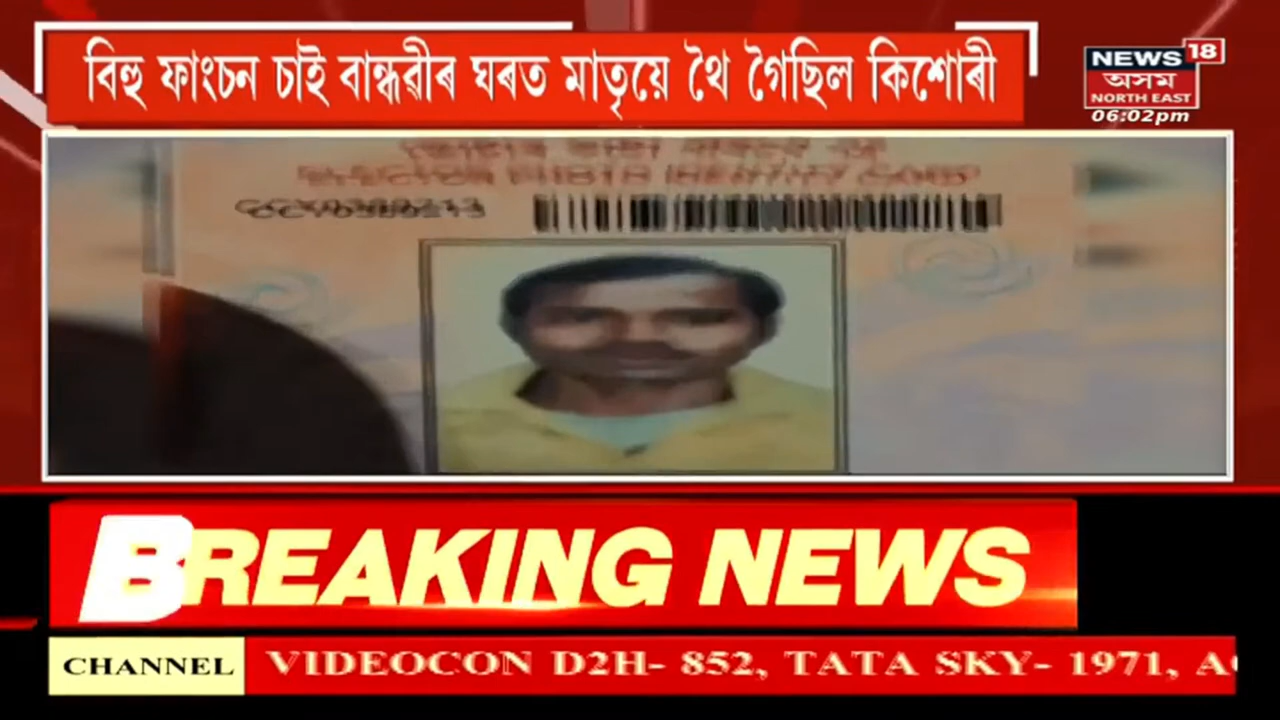 বিহু ফাংচন চাই বান্ধৱীৰ ঘৰত মাতৃয়ে থৈ গৈছিল কিশোৰী
NEWS 18
অসম
NORTH EAST
06:02pm
BREAKING NEWS
CHANNEL VIDEOCON D2H- 852, TATA SKY- 1971,